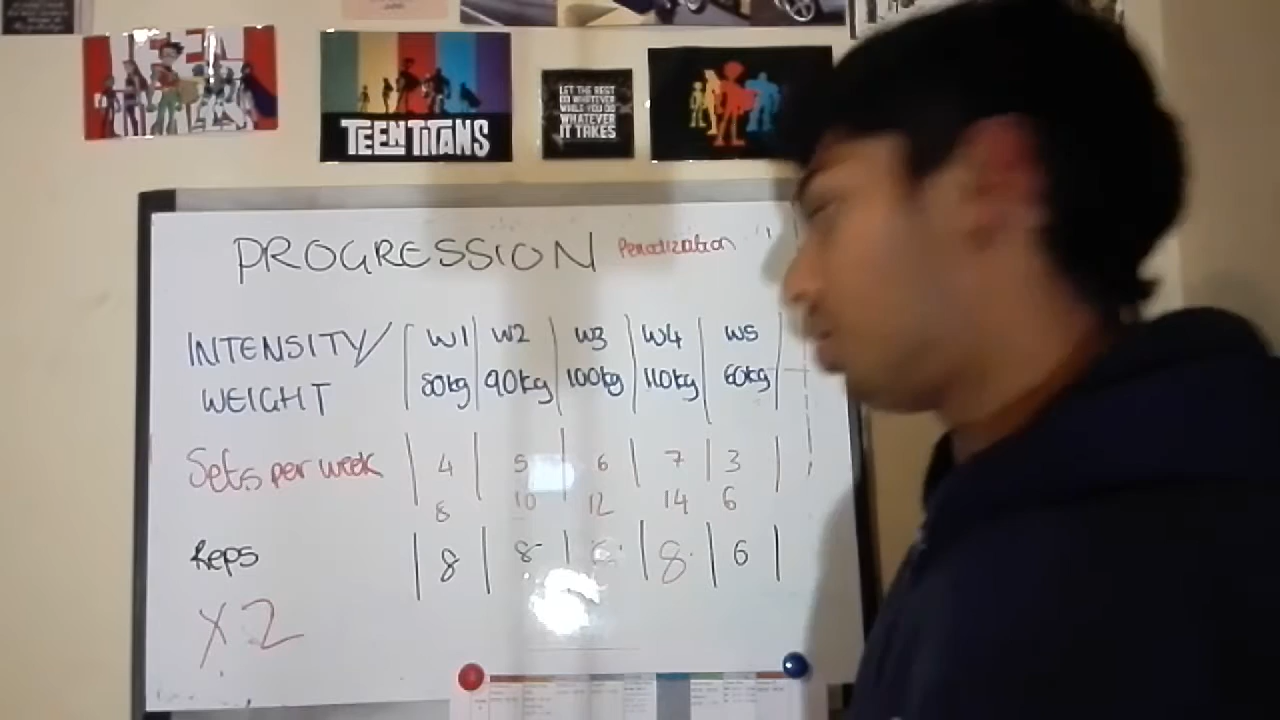 TEEN TITANS
LET THE REST
DO WHATEVER
WHILE YOU DO
WHATEVER
IT TAKES
PROGRESSION Periodization
INTENSITY/ W1 W2 W3 W4 W5
WEIGHT 80kg 90kg 100kg 110kg 60kg
Sets per week 4 5 6 7 3
8 10 12 14 6
Reps 8 8 8 6
X2